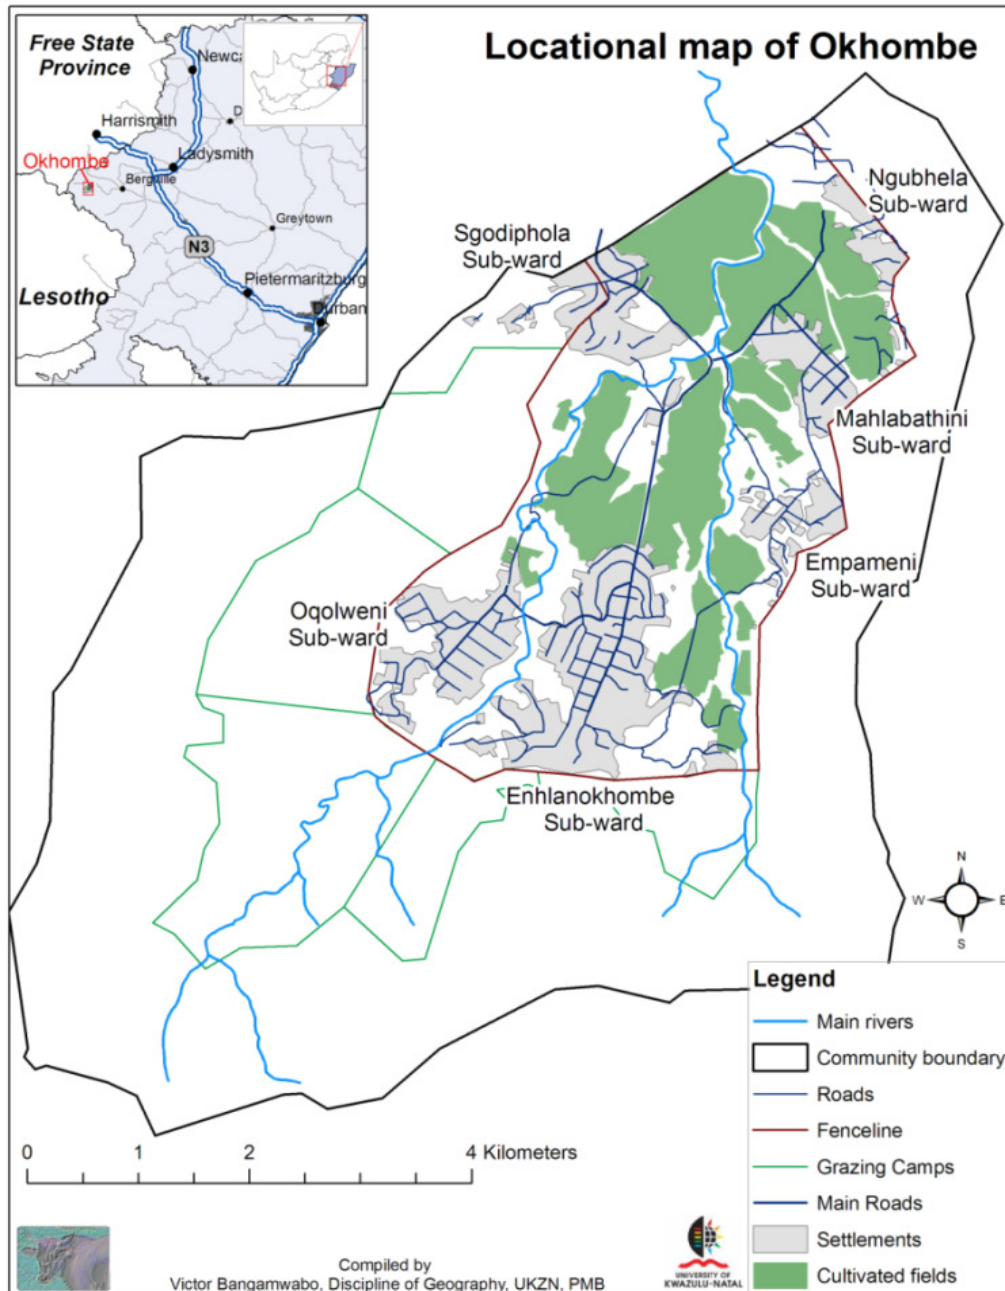 Locational map of Okhombe
Free State
Province
Newca
D
Harrismith
Ladysmith
Okhombe
Bergville
Greytown
N3
Pietermaritzburg
Durban
Lesotho
Ngubhela
Sub-ward
Sgodiphola
Sub-ward
Mahlabathini
Sub-ward
Empameni
Sub-ward
Oqolweni
Sub-ward
Enhlanokhombe
Sub-ward
N
W
E
S
Legend
Main rivers
Community boundary
Roads
Fenceline
Grazing Camps
Main Roads
Settlements
Cultivated fields
0 2 4 Kilometers
UNIVERSITY OF
KWAZULU-NATAL
Compiled by
Victor Bangamwabo, Discipline of Geography, UKZN, PMB